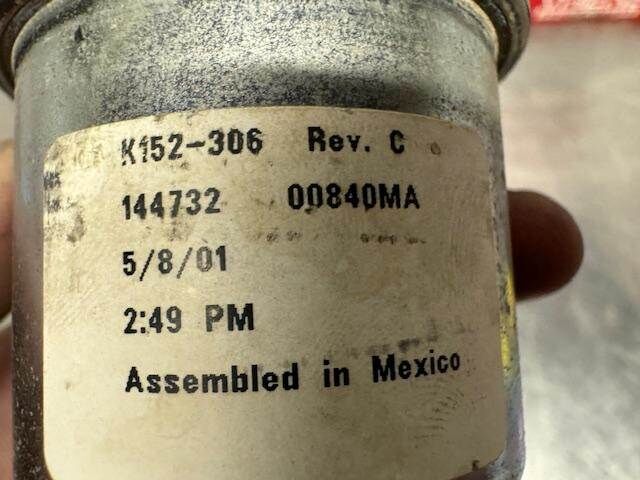 K152-306 Rev. C
144732 00840MA
5/8/01
2:49 PM
Assembled in Mexico